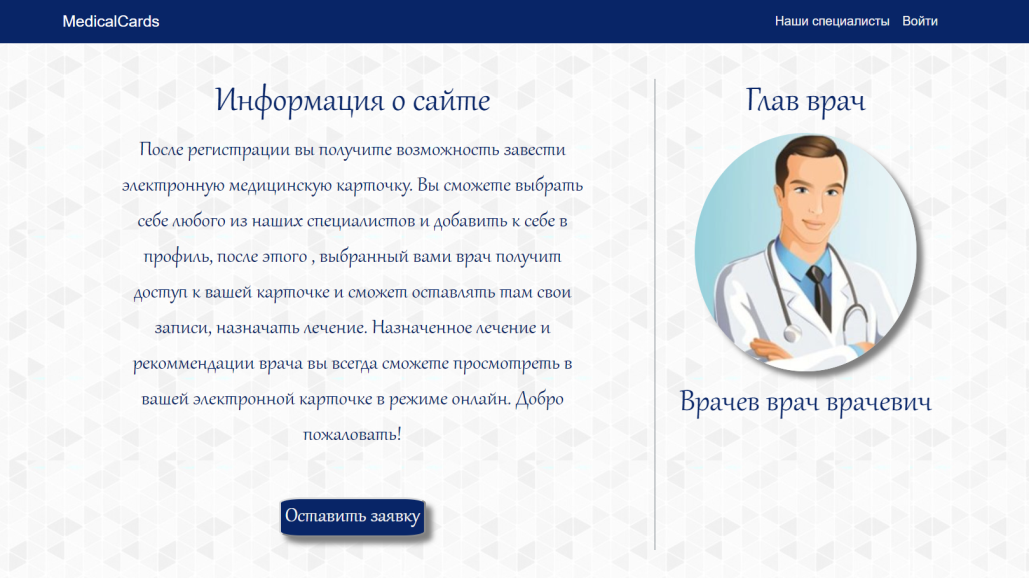 MedicalCards
Наши специалисты Войти
Информация о сайте
После регистрации вы получите возможность завести
электронную медицинскую карточку. Вы сможете выбрать
себе любого из наших специалистов и добавить к себе в
профиль, после этого , выбранный вами врач получит
доступ к вашей карточке и сможет оставлять там свои
записи, назначать лечение. Назначенное лечение и
рекоммендации врача вы всегда сможете просмотреть в
вашей электронной карточке в режиме онлайн. Добро
пожаловать!
Оставить заявку
Глав врач
Врачев врач врачевич